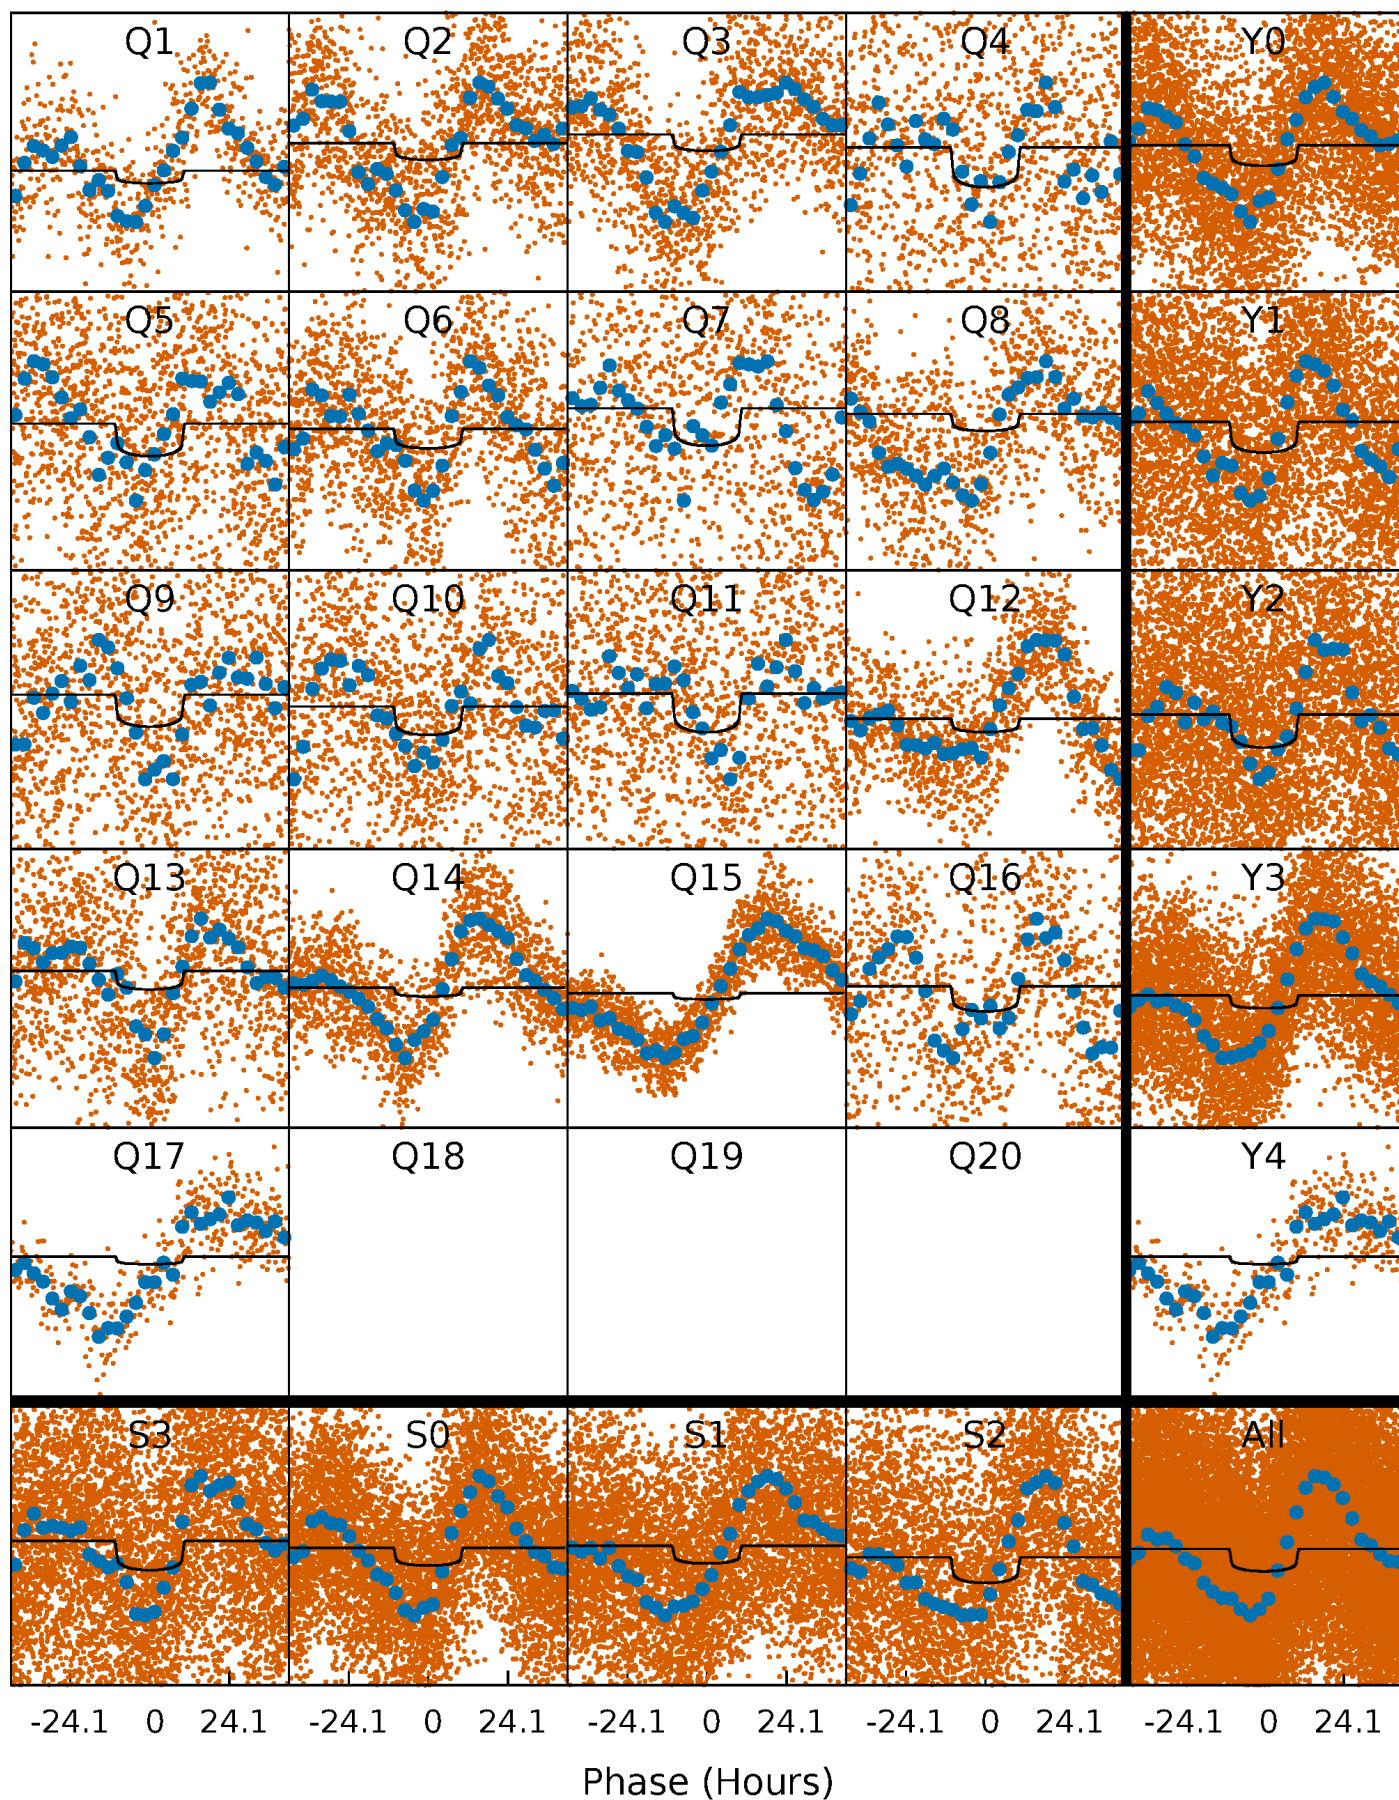 Q1 Q2 Q3 Q4 Y0
Q5 Q6 Q7 Q8 Y1
Q9 Q10 Q11 Q12 Y2
Q13 Q14 Q15 Q16 Y3
Q17 Q18 Q19 Q20 Y4
S3 S0 S1 S2 All
-24.1 0 24.1 -24.1 0 24.1 -24.1 0 24.1 -24.1 0 24.1 -24.1 0 24.1
Phase (Hours)